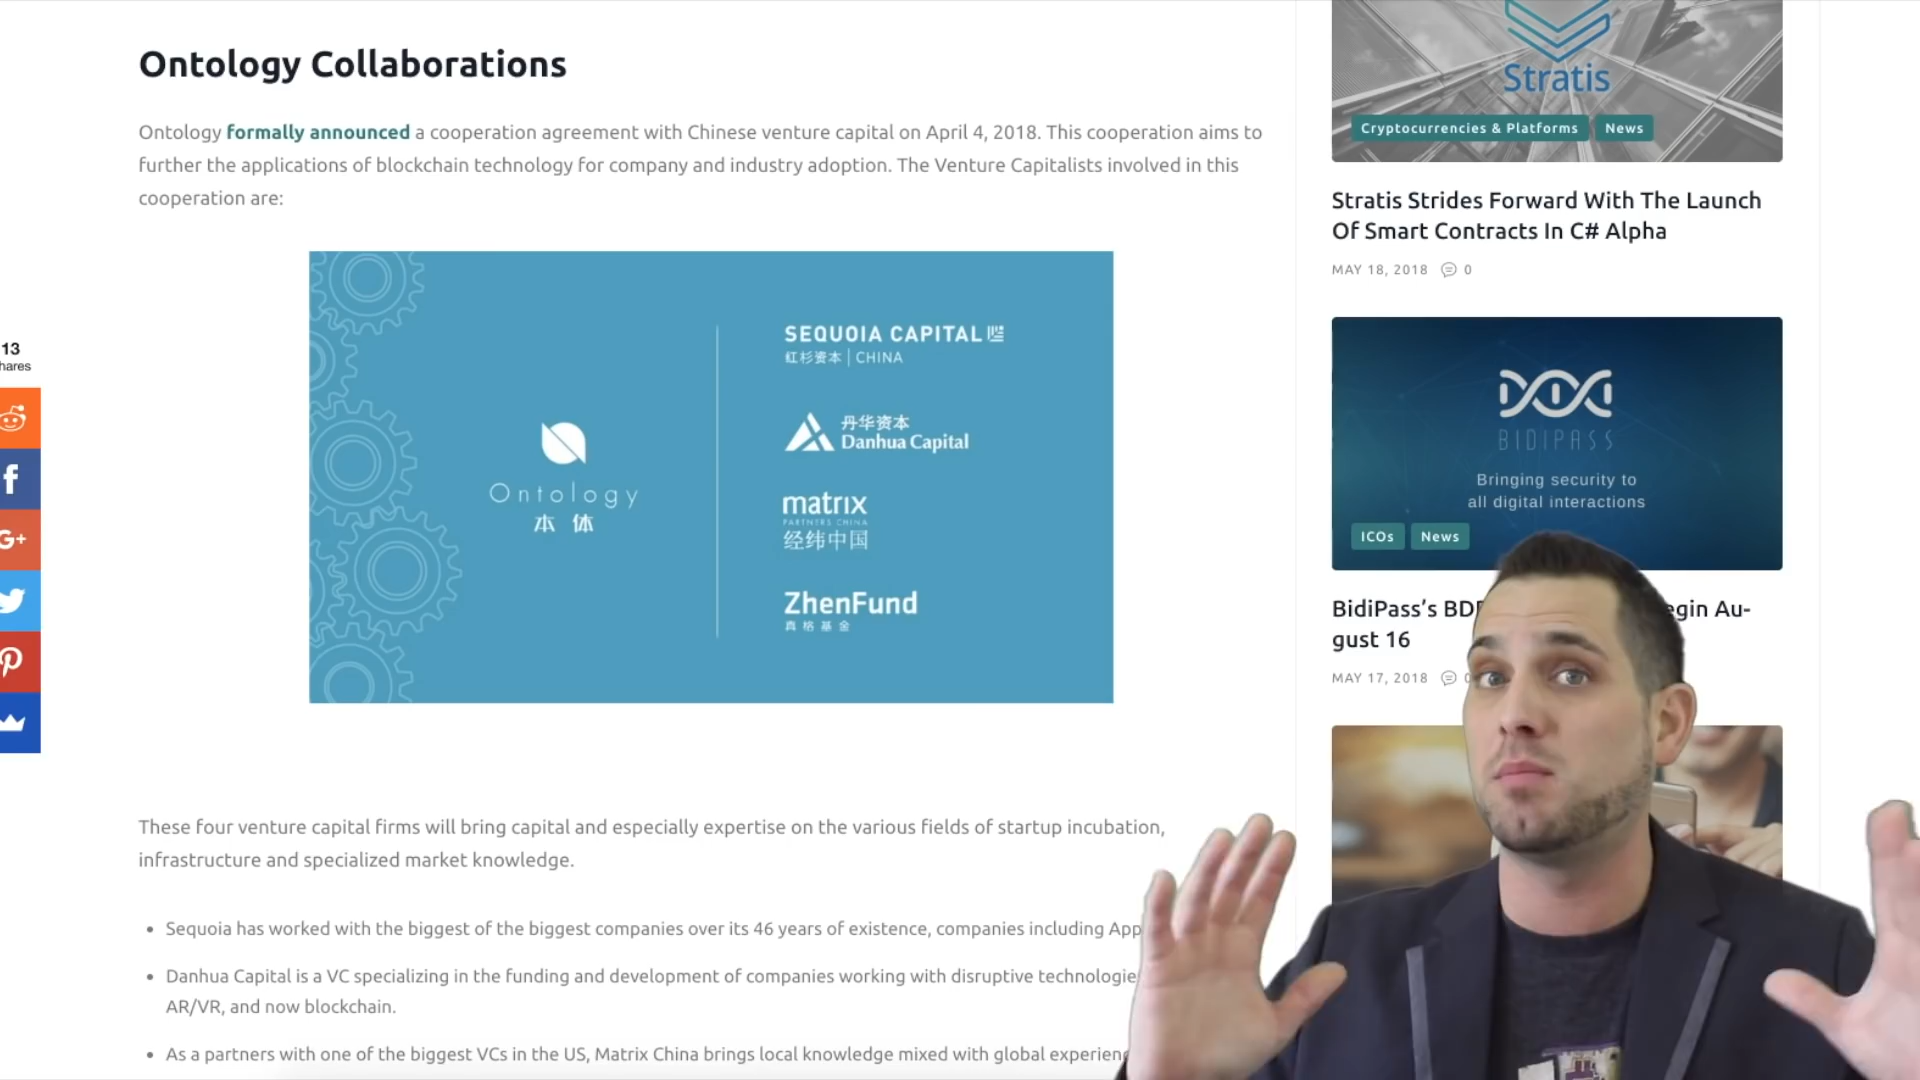 Ontology Collaborations
Ontology formally announced a cooperation agreement with Chinese venture capital on April 4, 2018. This cooperation aims to
further the applications of blockchain technology for company and industry adoption. The Venture Capitalists involved in this
cooperation are:
Ontology
本体
SEQUOIA CAPITAL
红杉资本 | CHINA
丹华资本
Danhua Capital
matrix
PARTNERS CHINA
经纬中国
ZhenFund
真格基金
These four venture capital firms will bring capital and especially expertise on the various fields of startup incubation,
infrastructure and specialized market knowledge.
• Sequoia has worked with the biggest of the biggest companies over its 46 years of existence, companies including
• Danhua Capital is a VC specializing in the funding and development of companies working with disruptive
AR/VR, and now blockchain.
• As a partners with one of the biggest VCs in the US, Matrix China brings local knowledge mixed with global
13
Stratis
Cryptocurrencies & Platforms
News
Stratis Strides Forward With The Launch
Of Smart Contracts In C# Alpha
MAY 18, 2018
0
BIDIPASS
Bringing security to
all digital interactions
ICOs
News
BidiPass's Au-
gust 16
MAY 17, 2018